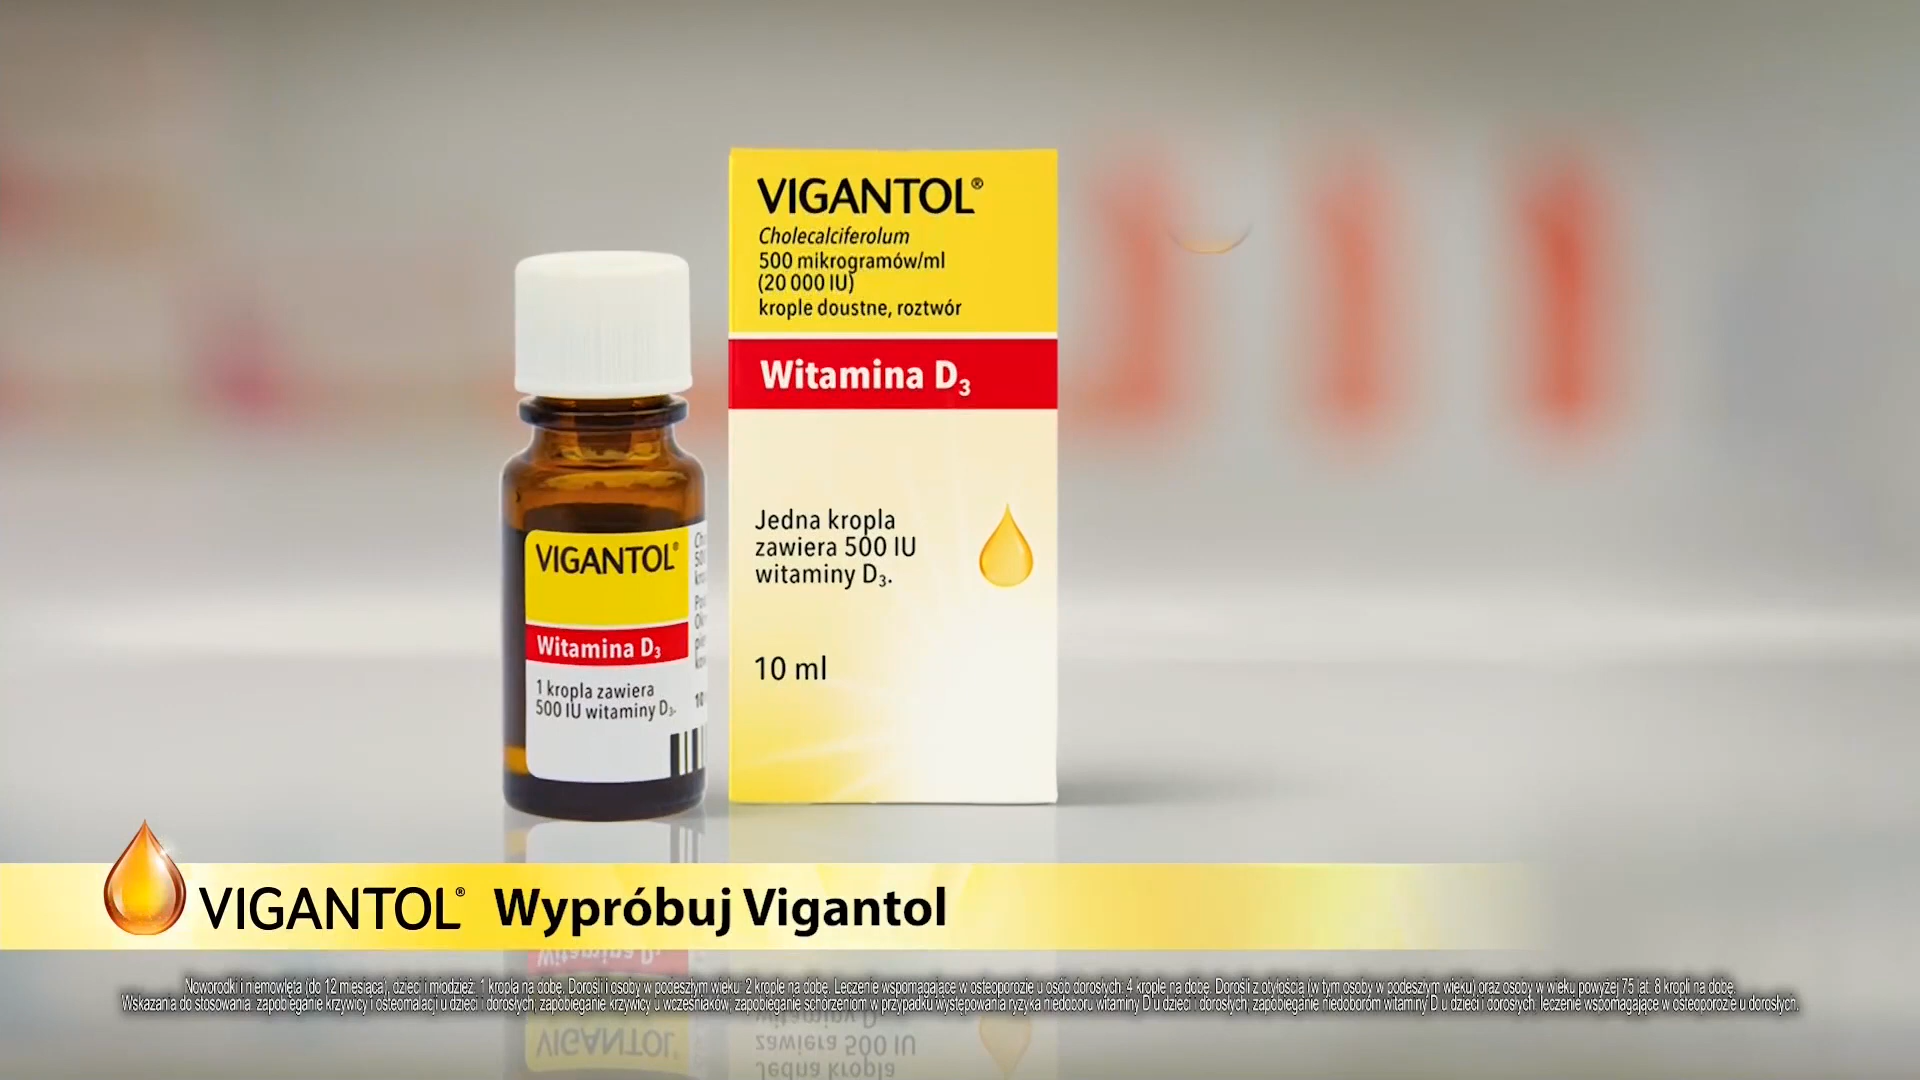 VIGANTOL®
Cholecalciferolum
500 mikrogramów/ml
(20 000 IU)
krople doustne, roztwór
Witamina D3
Jedna kropla
zawiera 500 IU
witaminy D3.
10 ml
VIGANTOL®
Witamina D3
1 kropla zawiera
500 IU witaminy D3.
VIGANTOL® Wypróbuj Vigantol
Noworodki i niemowlęta (do 12 miesiąca), dzieci i młodzież: 1 kropla na dobę. Dorośli i osoby w podeszłym wieku: 2 krople na dobę. Leczenie wspomagające w osteoporozie u osób dorosłych: 4 krople na dobę. Dorośli z otyłością (w tym osoby w podeszłym wieku) oraz osoby w wieku powyżej 75 lat: 8 kropli na dobę.
Wskazania do stosowania: zapobieganie krzywicy i osteomalacji u dzieci i dorosłych, zapobieganie krzywicy u wcześniaków, zapobieganie schorzeniom w przypadku występowania ryzyka niedoboru witaminy D u dzieci i dorosłych, zapobieganie niedoborom witaminy D u dzieci i dorosłych, leczenie wspomagające w osteoporozie u dorosłych.